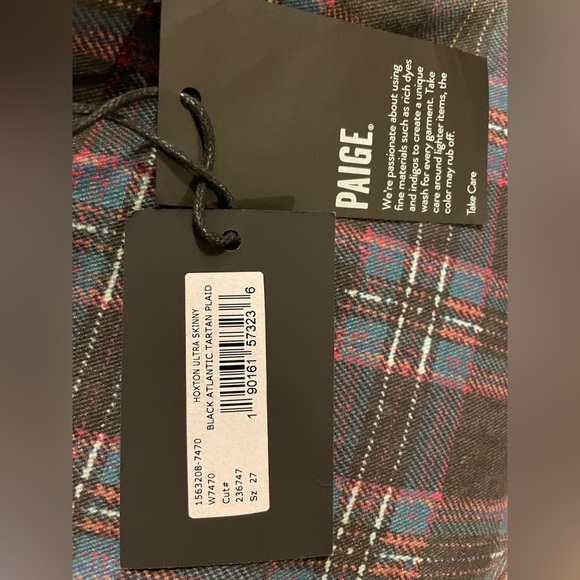 PAIGE®
We're passionate about using
fine materials such as rich dyes
and indigos to create a unique
wash for every garment. Take
care around lighter items, the
color may rub off.
Take Care
1563208-7470 HOXTON ULTRA SKINNY
W7470 BLACK ATLANTIC TARTAN PLAID
Cut#
236747
Sz 27
1 90161 57323 6